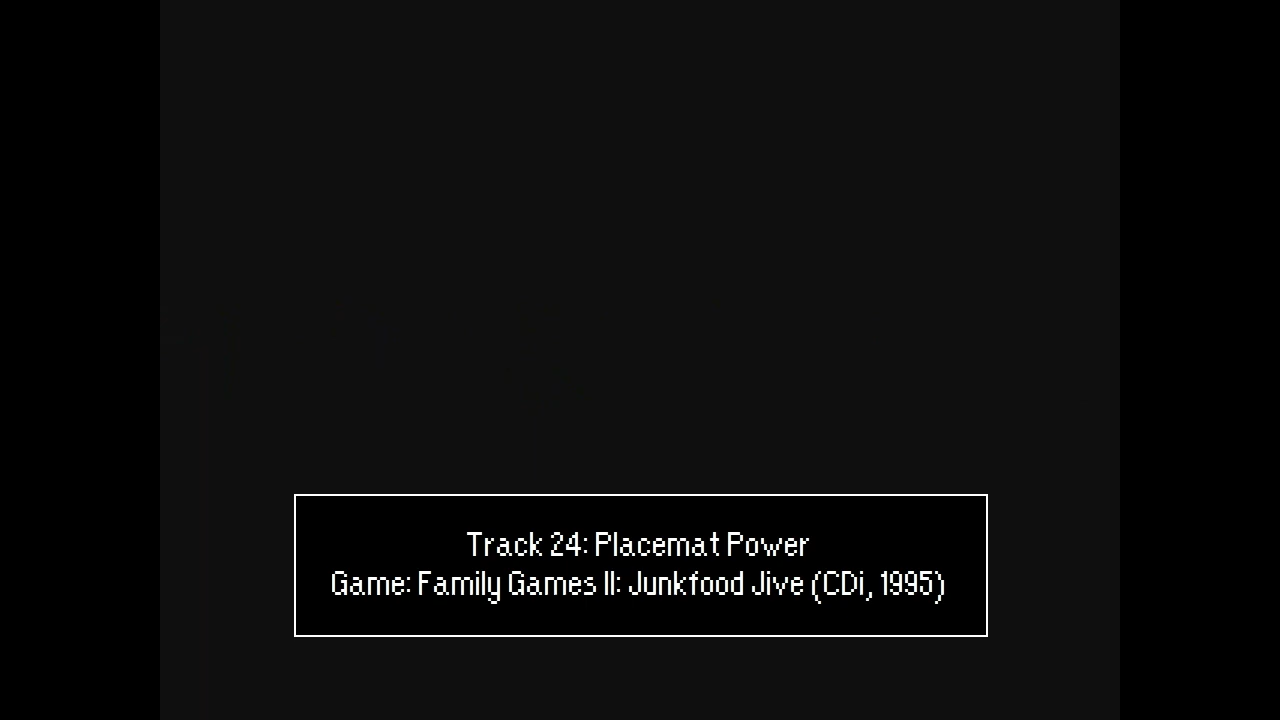 Track 24: Placemat Power
Game: Family Games II: Junkfood Jive (CDi, 1995)